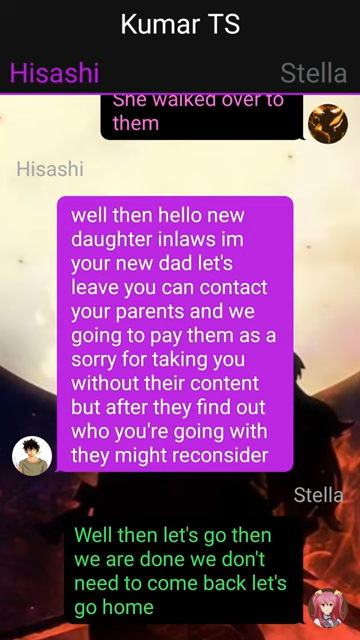 Kumar TS
Hisashi Stella
She walked over to
them
Hisashi
well then hello new
daughter inlaws im
your new dad let's
leave you can contact
your parents and we
going to pay them as a
sorry for taking you
without their content
but after they find out
who you're going with
they might reconsider
Stella
Well then let's go then
we are done we don't
need to come back let's
go home